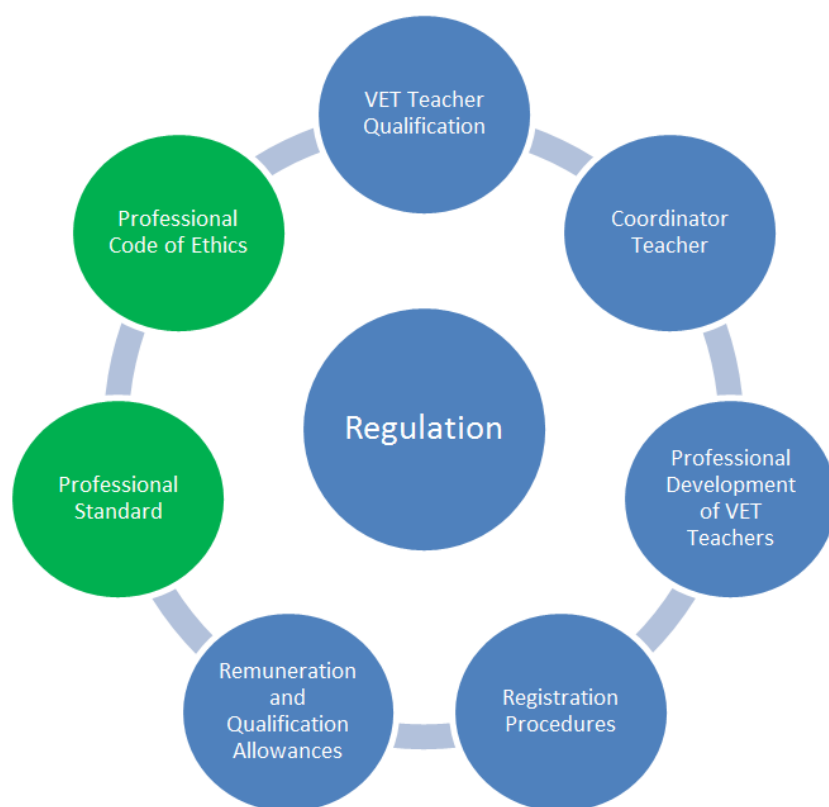 VET Teacher
Qualification
Coordinator
Teacher
Professional
Development
of VET
Teachers
Registration
Procedures
Remuneration
and
Qualification
Allowances
Professional
Standard
Professional
Code of Ethics
Regulation